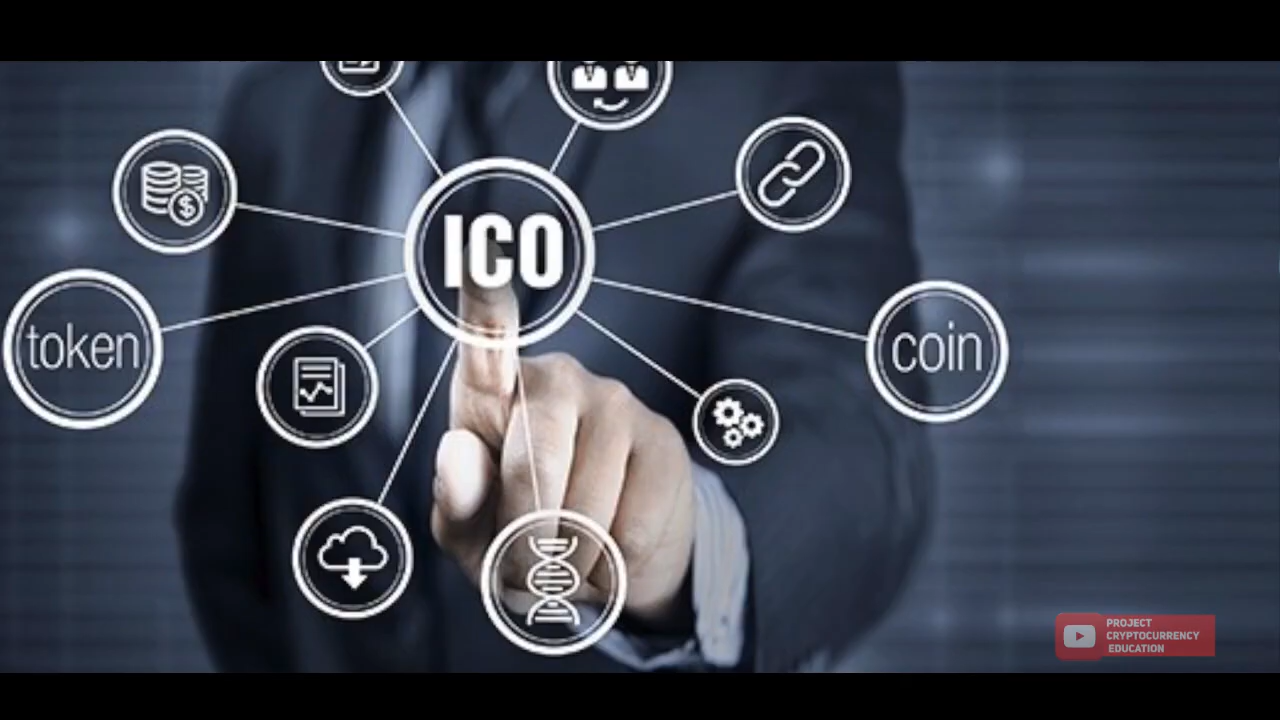 ICO
token
coin
$
PROJECT
CRYPTOCURRENCY
EDUCATION